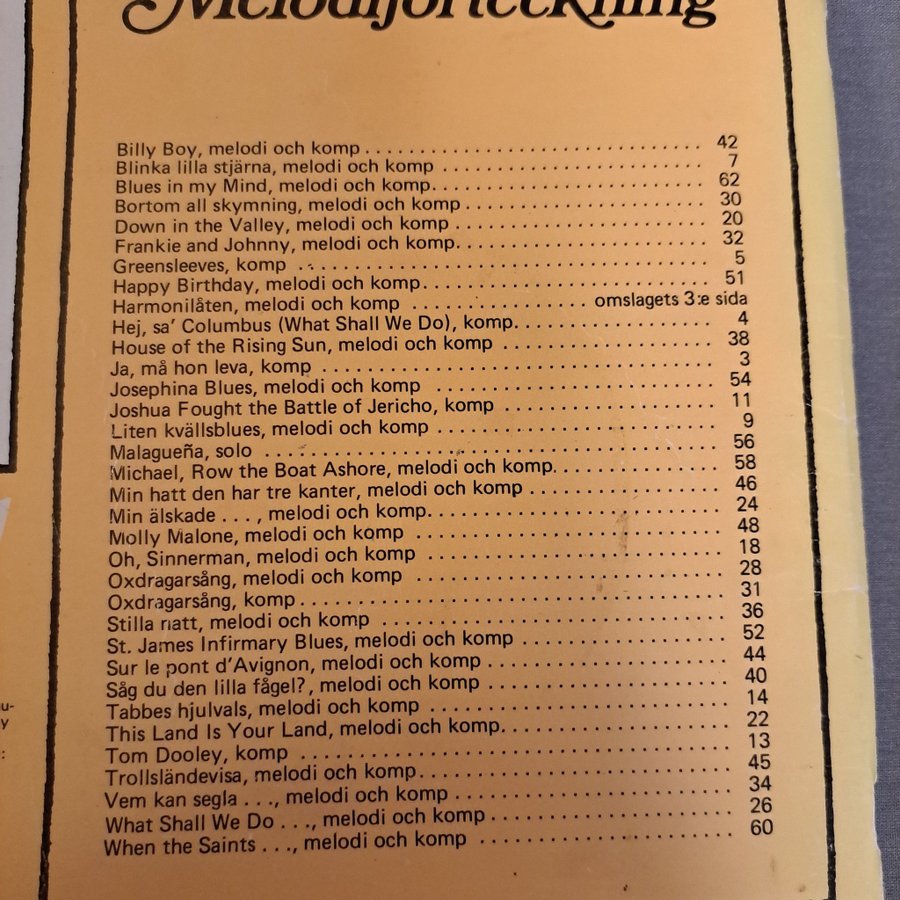 Melodiförteckning
Billy Boy, melodi och komp . . . . . . . . . . . . . . . . . . . . . . . . . . . . . . . . . 42
Blinka lilla stjärna, melodi och komp . . . . . . . . . . . . . . . . . . . . . . . . . 7
Blues in my Mind, melodi och komp. . . . . . . . . . . . . . . . . . . . . . . . . . 62
Bortom all skymning, melodi och komp . . . . . . . . . . . . . . . . . . . . . . . 30
Down in the Valley, melodi och komp . . . . . . . . . . . . . . . . . . . . . . . . 20
Frankie and Johnny, melodi och komp. . . . . . . . . . . . . . . . . . . . . . . . 32
Greensleeves, komp . . . . . . . . . . . . . . . . . . . . . . . . . . . . . . . . . . . . 5
Happy Birthday, melodi och komp. . . . . . . . . . . . . . . . . . . . . . . . . . . 51
Harmonilåten, melodi och komp . . . . . . . . . . . . . . . omslagets 3:e sida
Hej, sa' Columbus (What Shall We Do), komp. . . . . . . . . . . . . . . . . . . 4
House of the Rising Sun, melodi och komp . . . . . . . . . . . . . . . . . . . . 38
Ja, må hon leva, komp . . . . . . . . . . . . . . . . . . . . . . . . . . . . . . . . . . 3
Josephina Blues, melodi och komp . . . . . . . . . . . . . . . . . . . . . . . . . . 54
Joshua Fought the Battle of Jericho, komp . . . . . . . . . . . . . . . . . . . . 11
Liten kvällsblues, melodi och komp . . . . . . . . . . . . . . . . . . . . . . . . . . 9
Malagueña, solo . . . . . . . . . . . . . . . . . . . . . . . . . . . . . . . . . . . . . . . 56
Michael, Row the Boat Ashore, melodi och komp. . . . . . . . . . . . . . . . 58
Min hatt den har tre kanter, melodi och komp . . . . . . . . . . . . . . . . . . 46
Min älskade . . . , melodi och komp. . . . . . . . . . . . . . . . . . . . . . . . . . 24
Molly Malone, melodi och komp . . . . . . . . . . . . . . . . . . . . . . . . . . . . 48
Oh, Sinnerman, melodi och komp . . . . . . . . . . . . . . . . . . . . . . . . . . . 18
Oxdragarsång, melodi och komp . . . . . . . . . . . . . . . . . . . . . . . . . . . . 28
Oxdragarsång, komp . . . . . . . . . . . . . . . . . . . . . . . . . . . . . . . . . . . . 31
Stilla natt, melodi och komp . . . . . . . . . . . . . . . . . . . . . . . . . . . . . . 36
St. James Infirmary Blues, melodi och komp . . . . . . . . . . . . . . . . . . . 52
Sur le pont d'Avignon, melodi och komp . . . . . . . . . . . . . . . . . . . . . . 44
Såg du den lilla fågel?, melodi och komp . . . . . . . . . . . . . . . . . . . . . . 40
Tabbes hjulvals, melodi och komp . . . . . . . . . . . . . . . . . . . . . . . . . . . 14
This Land Is Your Land, melodi och komp. . . . . . . . . . . . . . . . . . . . . 22
Tom Dooley, komp . . . . . . . . . . . . . . . . . . . . . . . . . . . . . . . . . . . . . 13
Trollsländevisa, melodi och komp. . . . . . . . . . . . . . . . . . . . . . . . . . . 45
Vem kan segla . . ., melodi och komp . . . . . . . . . . . . . . . . . . . . . . . . 34
What Shall We Do . . ., melodi och komp . . . . . . . . . . . . . . . . . . . . . . 26
When the Saints . . ., melodi och komp . . . . . . . . . . . . . . . . . . . . . . . 60